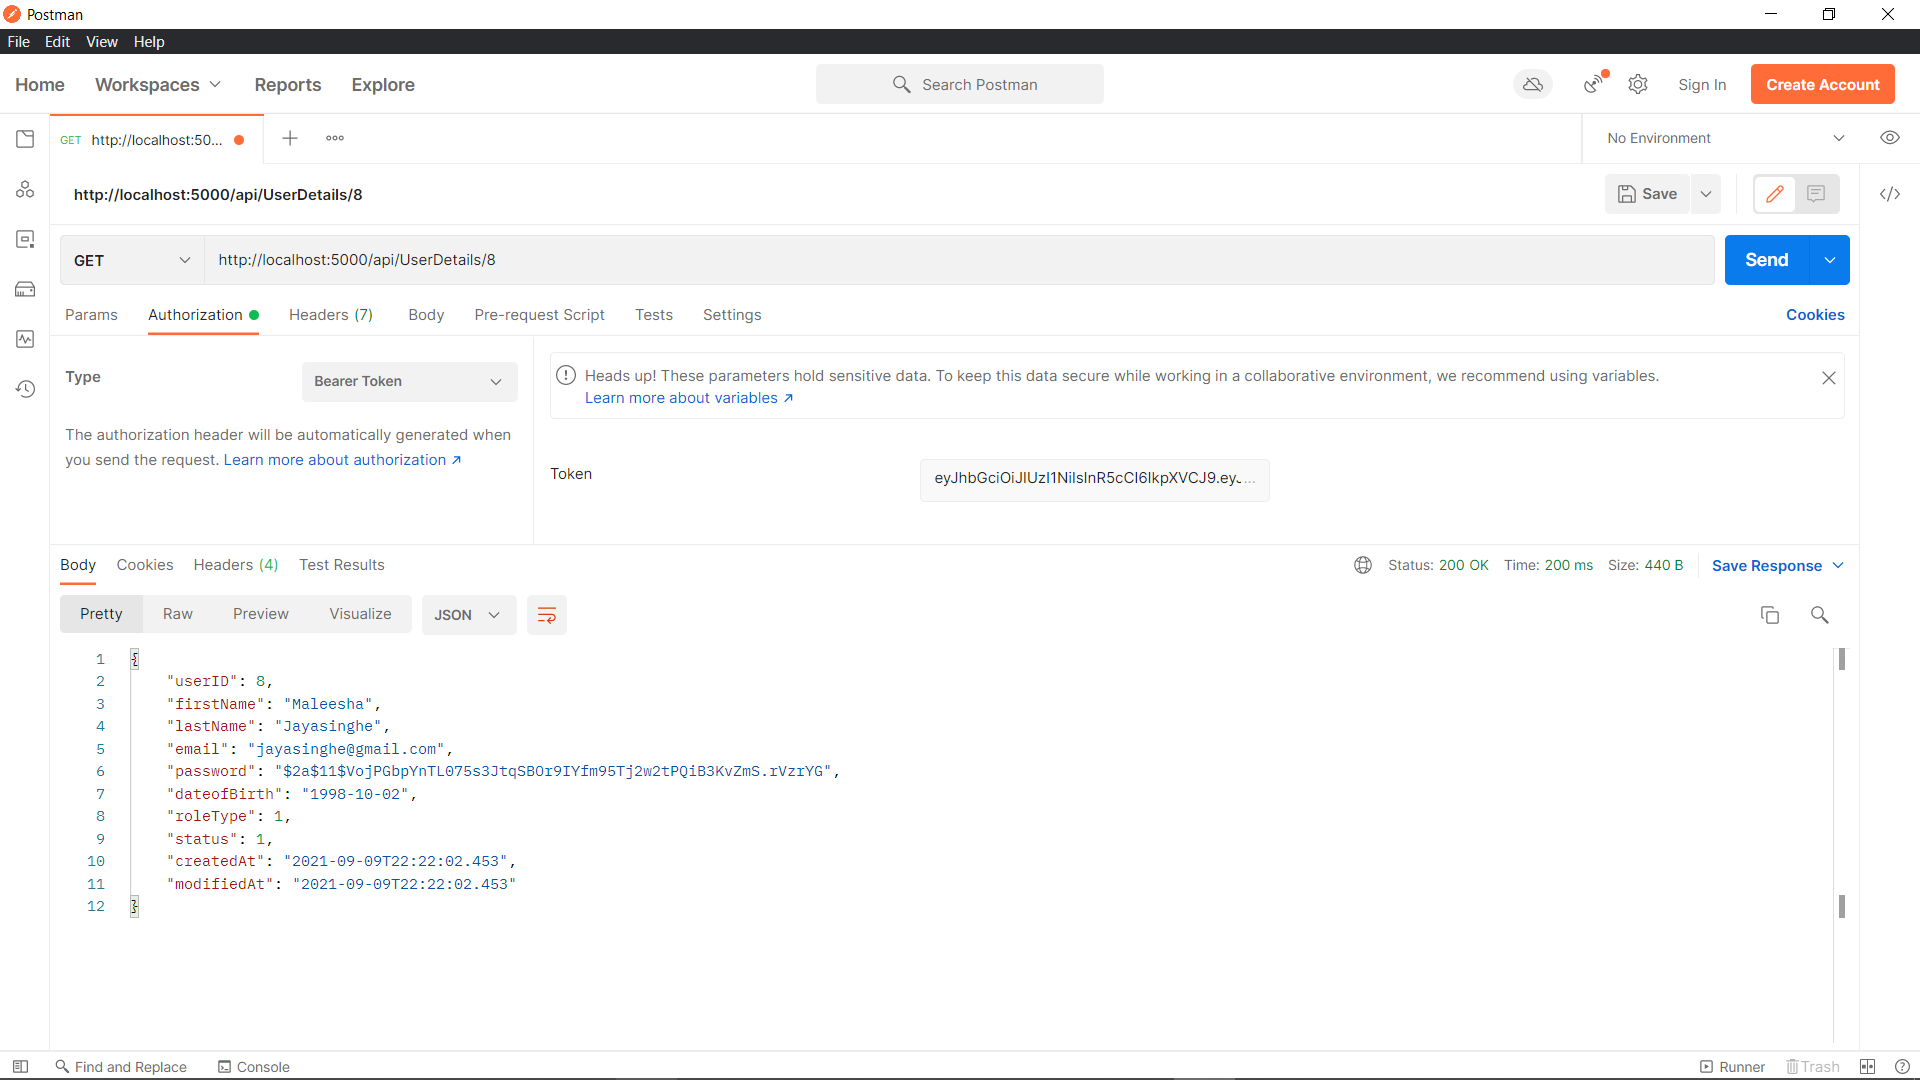 Postman
File Edit View Help
Home Workspaces Reports Explore Search Postman Sign In Create Account
GET http://localhost:50... No Environment
http://localhost:5000/api/UserDetails/8 Save
GET http://localhost:5000/api/UserDetails/8 Send
Params Authorization Headers (7) Body Pre-request Script Tests Settings Cookies
Type Bearer Token
The authorization header will be automatically generated when
you send the request. Learn more about authorization ↗
Heads up! These parameters hold sensitive data. To keep this data secure while working in a collaborative environment, we recommend using variables.
Learn more about variables ↗
Token eyJhbGciOiJIUzI1NiIsInR5cCI6IkpXVCJ9.eyJ...
Body Cookies Headers (4) Test Results Status: 200 OK Time: 200 ms Size: 440 B Save Response
Pretty Raw Preview Visualize JSON
1 {
2 "userID": 8,
3 "firstName": "Maleesha",
4 "lastName": "Jayasinghe",
5 "email": "jayasinghe@gmail.com",
6 "password": "$2a$11$VojPGbpYnTL075s3JtqSBOr9IYfm95Tj2w2tPQiB3KvZmS.rVzrYG",
7 "dateofBirth": "1998-10-02",
8 "roleType": 1,
9 "status": 1,
10 "createdAt": "2021-09-09T22:22:02.453",
11 "modifiedAt": "2021-09-09T22:22:02.453"
12 }
Find and Replace Console Runner Trash